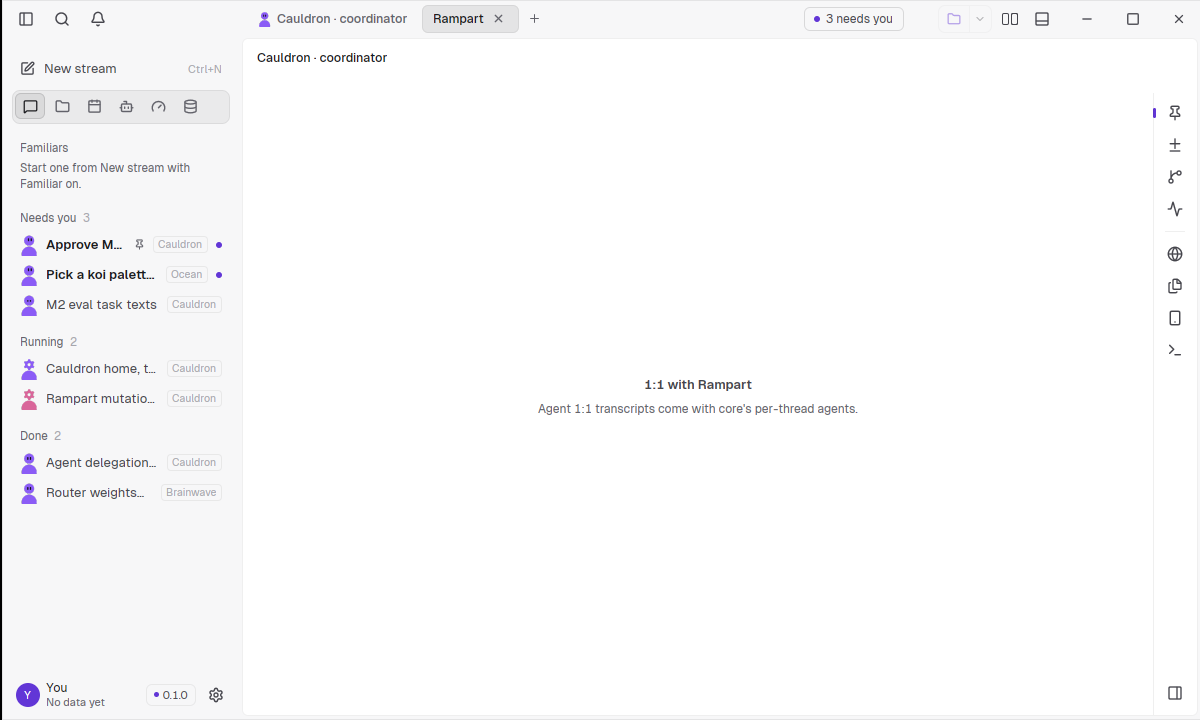 Cauldron · coordinator
Rampart
3 needs you
New stream
Ctrl+N
Familiars
Start one from New stream with
Familiar on.
Needs you 3
Approve M... Cauldron
Pick a koi palett... Ocean
M2 eval task texts Cauldron
Running 2
Cauldron home, t... Cauldron
Rampart mutatio... Cauldron
Done 2
Agent delegation... Cauldron
Router weights... Brainwave
Y
You
No data yet
0.1.0
Cauldron · coordinator
1:1 with Rampart
Agent 1:1 transcripts come with core's per-thread agents.